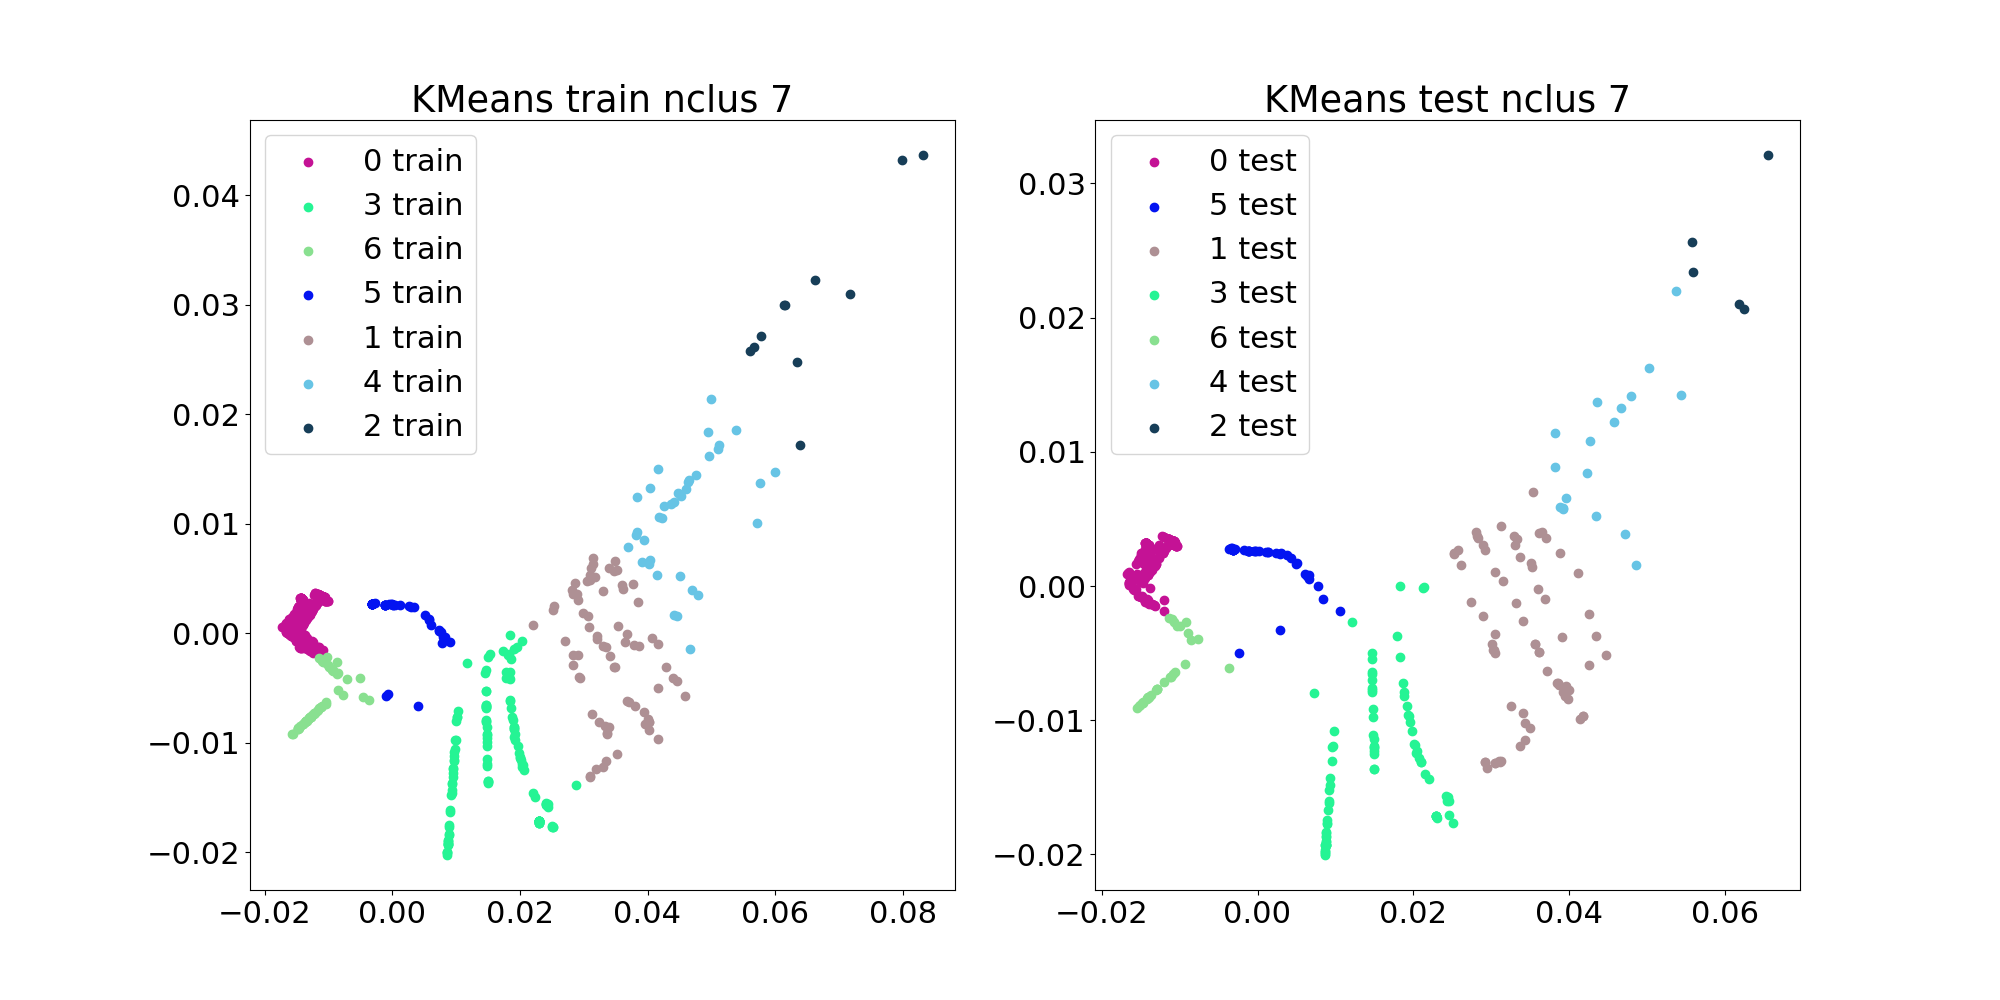 KMeans train nclus 7
0 train
3 train
6 train
5 train
1 train
4 train
2 train
0.04
0.03
0.02
0.01
0.00
−0.01
−0.02
−0.02 0.00 0.02 0.04 0.06 0.08
KMeans test nclus 7
0 test
5 test
1 test
3 test
6 test
4 test
2 test
0.03
0.02
0.01
0.00
−0.01
−0.02
−0.02 0.00 0.02 0.04 0.06